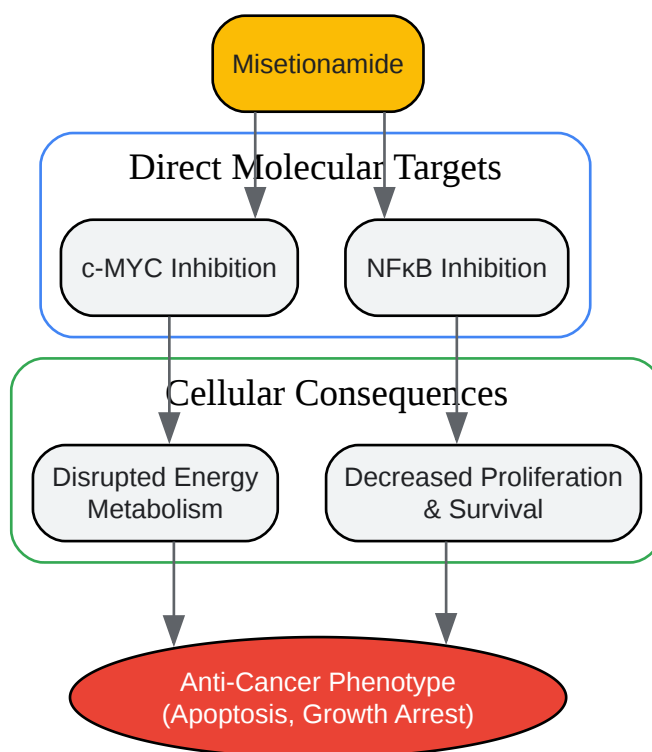 Misetionamide
Direct Molecular Targets
c-MYC Inhibition
NFκB Inhibition
Cellular Consequences
Disrupted Energy
Metabolism
Decreased Proliferation
& Survival
Anti-Cancer Phenotype
(Apoptosis, Growth Arrest)